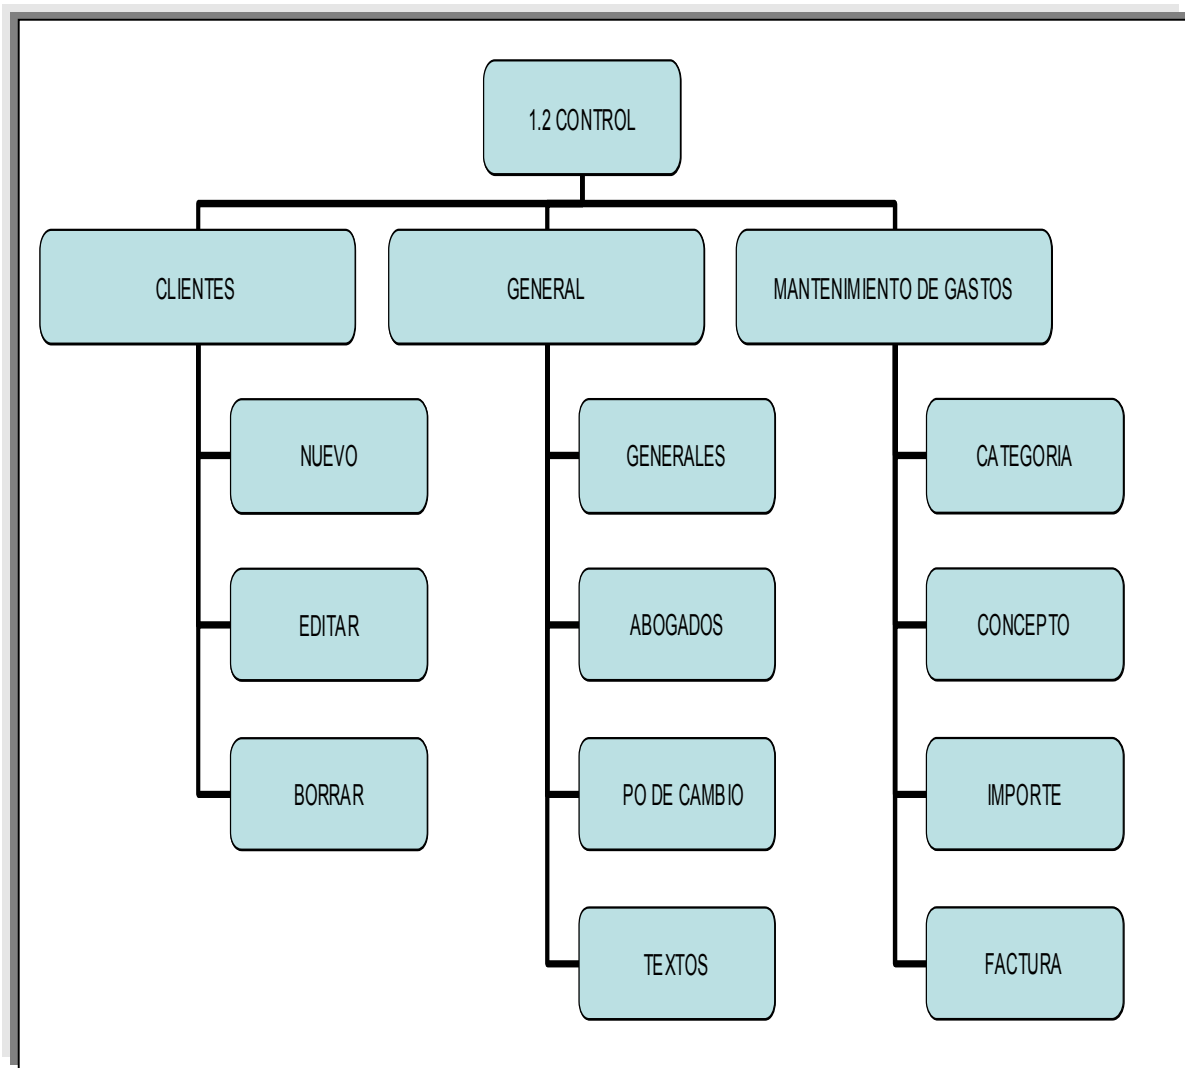 1.2 CONTROL
CLIENTES
GENERAL
MANTENIMIENTO DE GASTOS
NUEVO
GENERALES
CATEGORIA
EDITAR
ABOGADOS
CONCEPTO
BORRAR
PO DE CAMBIO
IMPORTE
TEXTOS
FACTURA